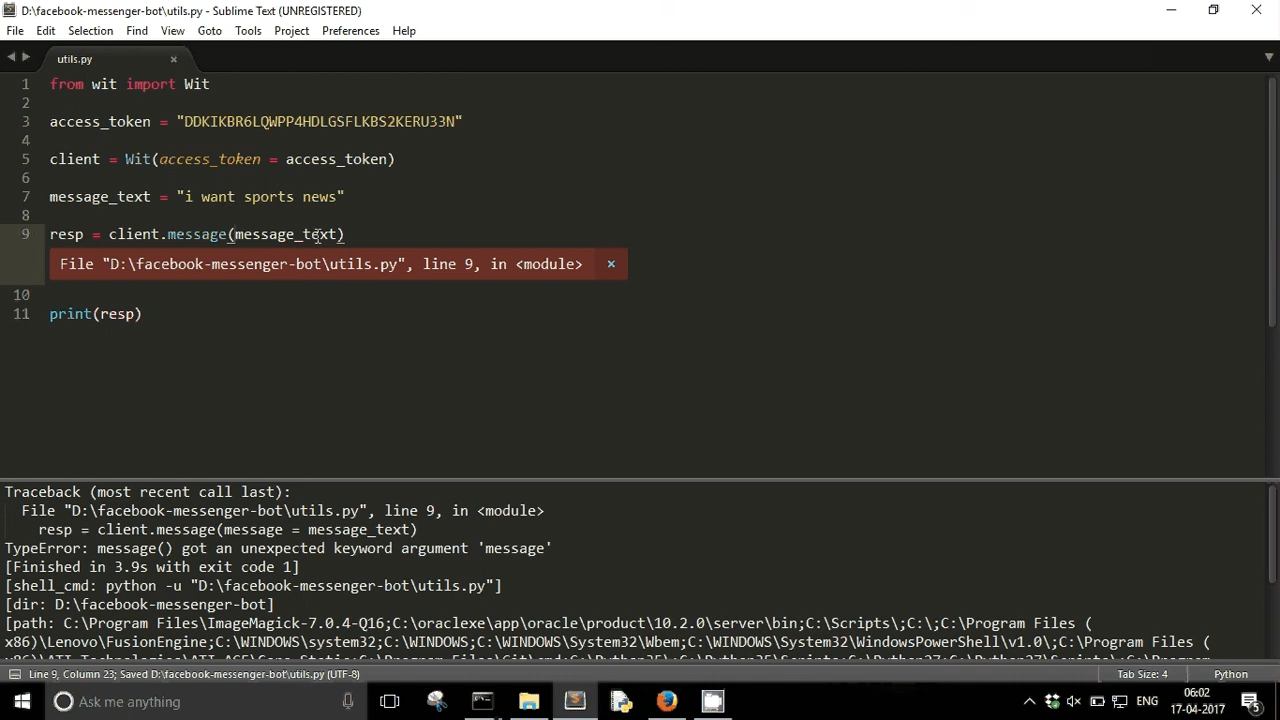 D:\facebook-messenger-bot\utils.py - Sublime Text (UNREGISTERED)
File Edit Selection Find View Goto Tools Project Preferences Help
utils.py ×
1 from wit import Wit
2
3 access_token = "DDKIKBR6LQWPP4HDLGSFLKBS2KERU33N"
4
5 client = Wit(access_token = access_token)
6
7 message_text = "i want sports news"
8
9 resp = client.message(message_text)
File "D:\facebook-messenger-bot\utils.py", line 9, in <module> ×
10
11 print(resp)
Traceback (most recent call last):
File "D:\facebook-messenger-bot\utils.py", line 9, in <module>
resp = client.message(message = message_text)
TypeError: message() got an unexpected keyword argument 'message'
[Finished in 3.9s with exit code 1]
[shell_cmd: python -u "D:\facebook-messenger-bot\utils.py"]
[dir: D:\facebook-messenger-bot]
[path: C:\Program Files\ImageMagick-7.0.4-Q16;C:\oraclexe\app\oracle\product\10.2.0\server\bin;C:\Scripts\;C:\;C:\Program Files (
x86)\Lenovo\FusionEngine;C:\WINDOWS\system32;C:\WINDOWS;C:\WINDOWS\System32\Wbem;C:\WINDOWS\System32\WindowsPowerShell\v1.0\;C:\Program Files (
Line 9, Column 23; Saved D:\facebook-messenger-bot\utils.py (UTF-8) Tab Size: 4 Python
Ask me anything ENG 06:02
17-04-2017 5